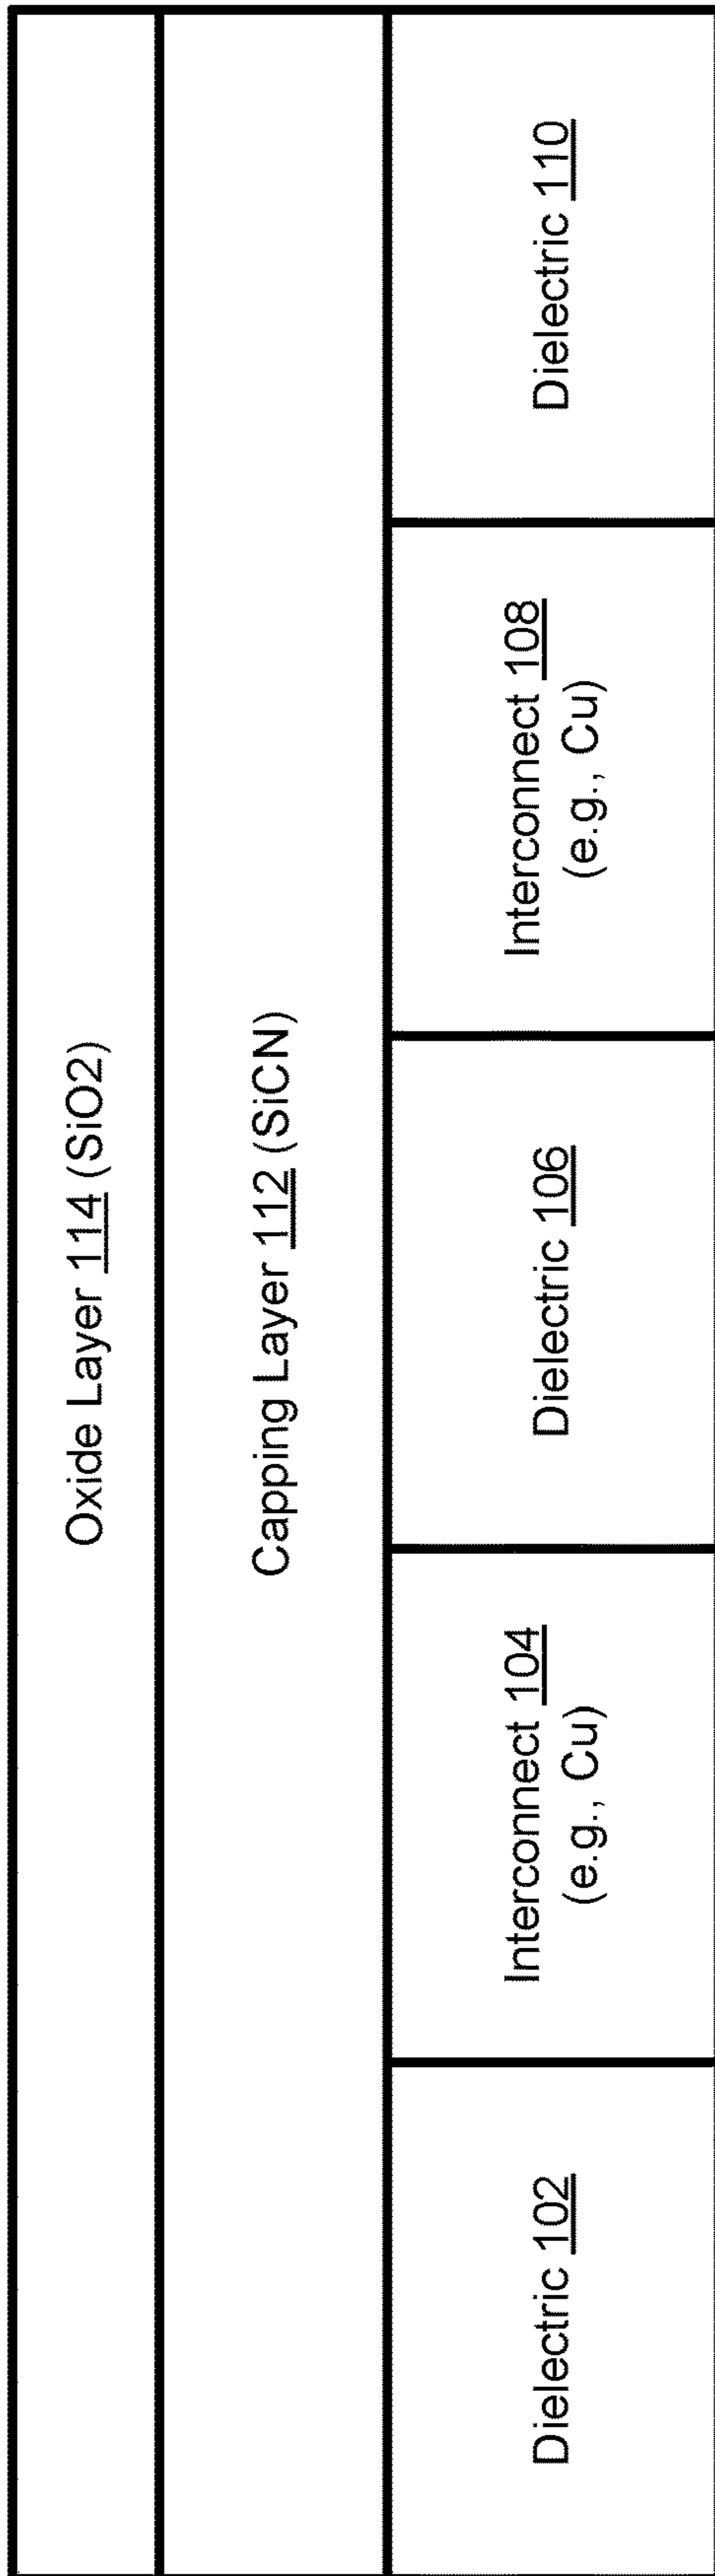 Oxide Layer 114 (SiO2)
Capping Layer 112 (SiCN)
Dielectric 102
Interconnect 104
(e.g., Cu)
Dielectric 106
Interconnect 108
(e.g., Cu)
Dielectric 110